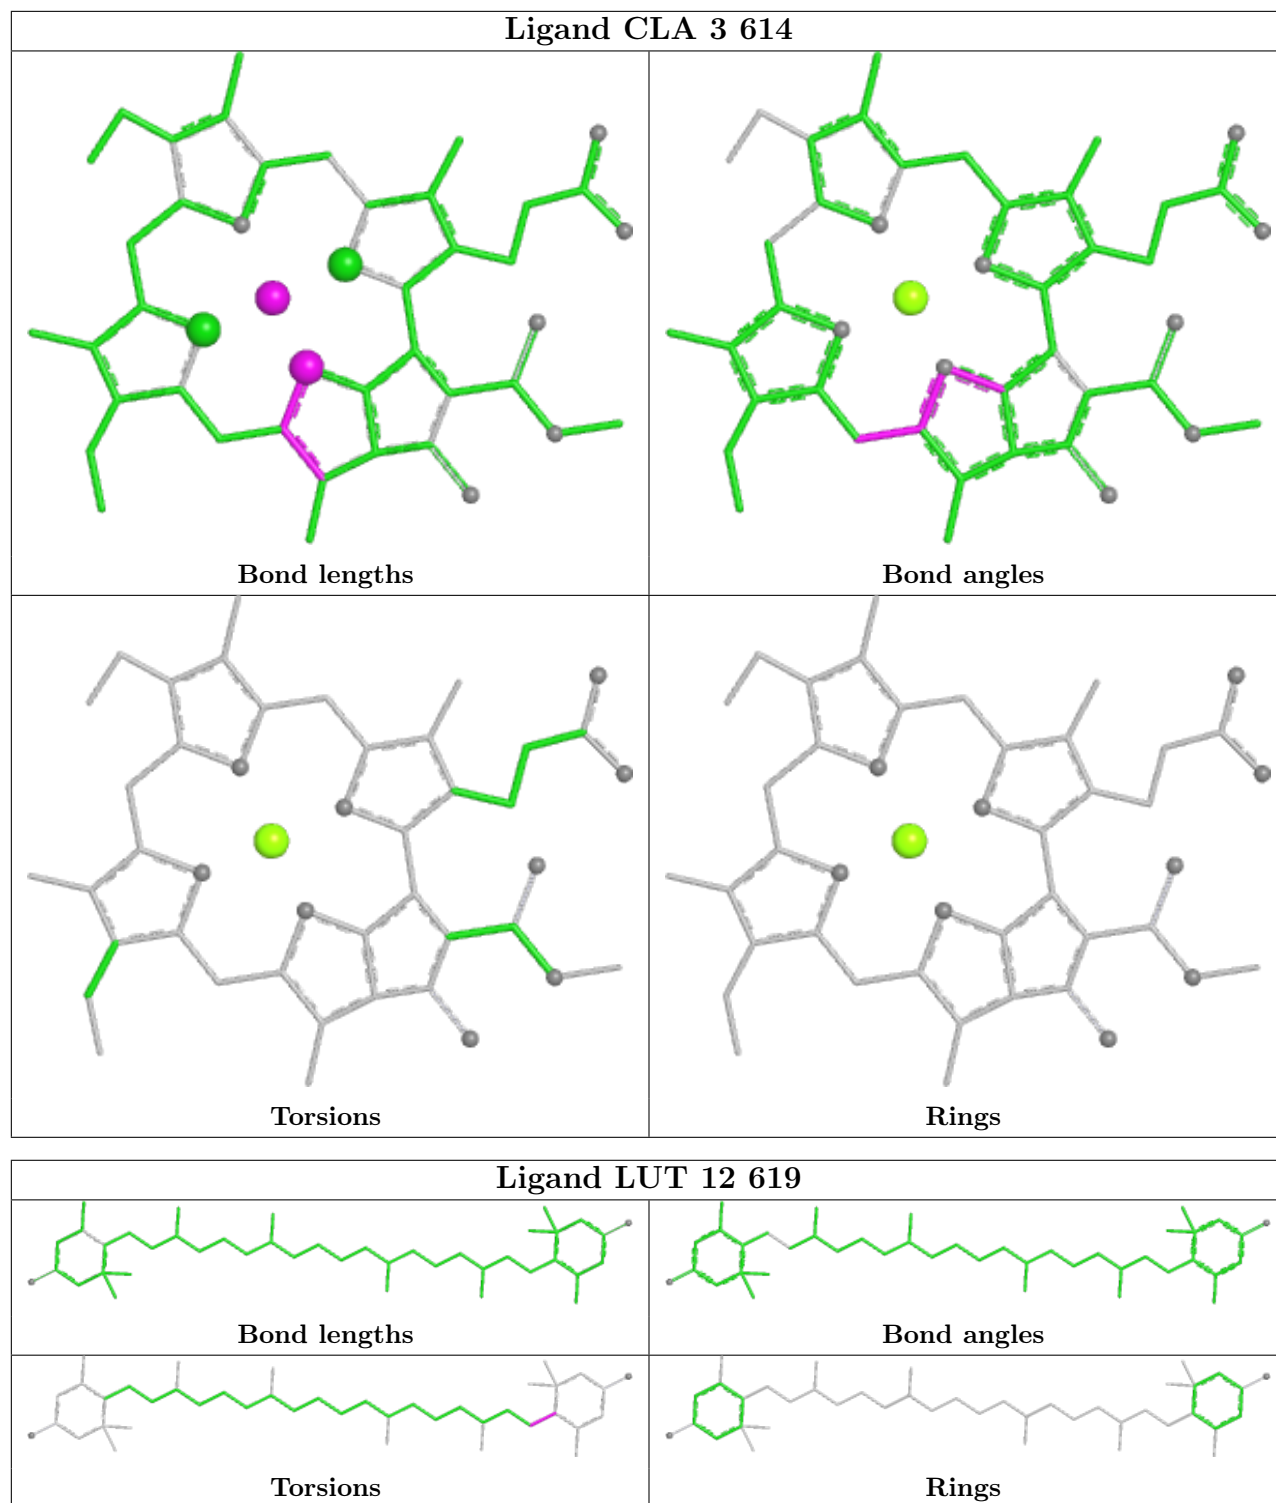 Ligand CLA 3 614
Bond lengths
Bond angles
Torsions
Rings
Ligand LUT 12 619
Bond lengths
Bond angles
Torsions
Rings